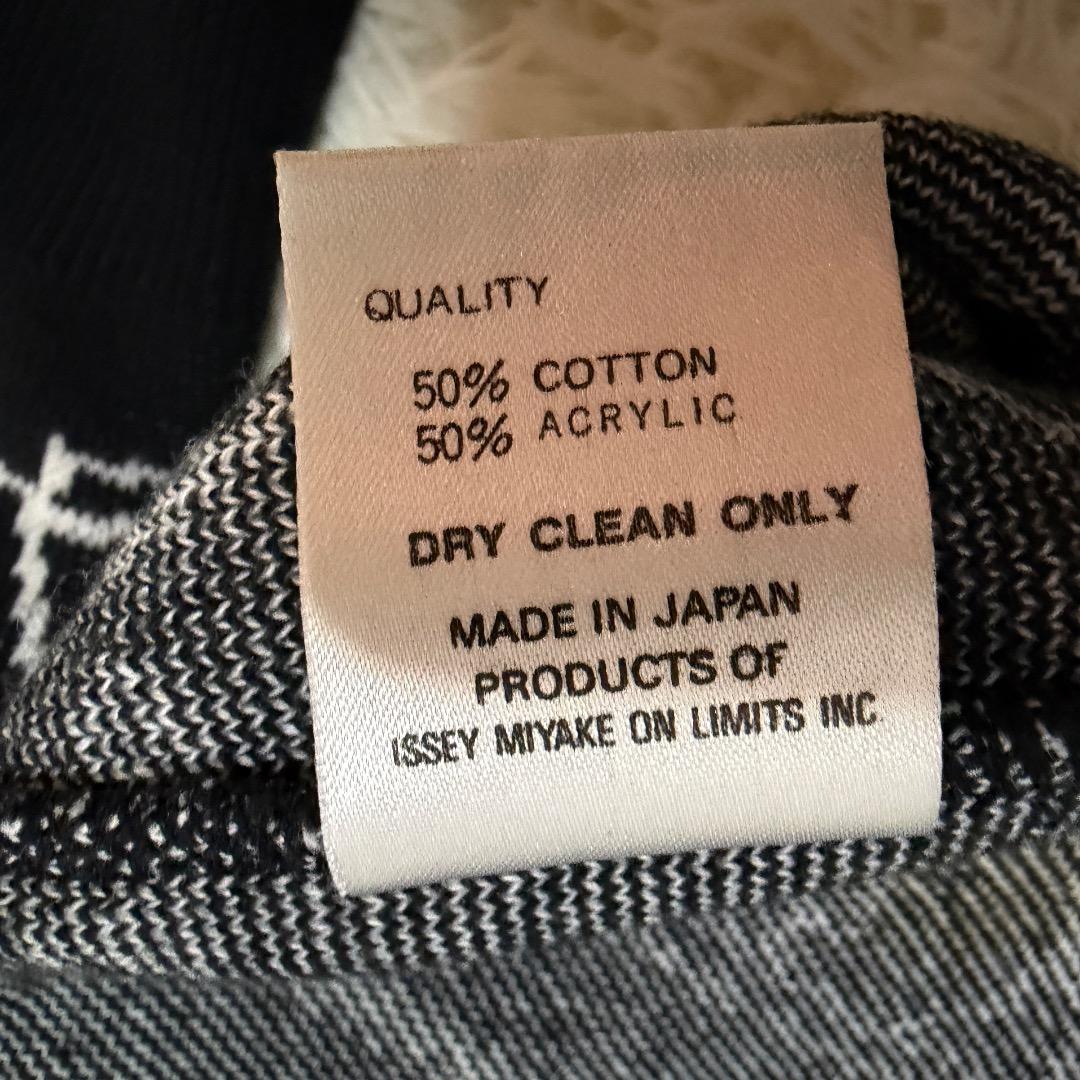 QUALITY
50% COTTON
50% ACRYLIC
DRY CLEAN ONLY
MADE IN JAPAN
PRODUCTS OF
ISSEY MIYAKE ON LIMITS INC.